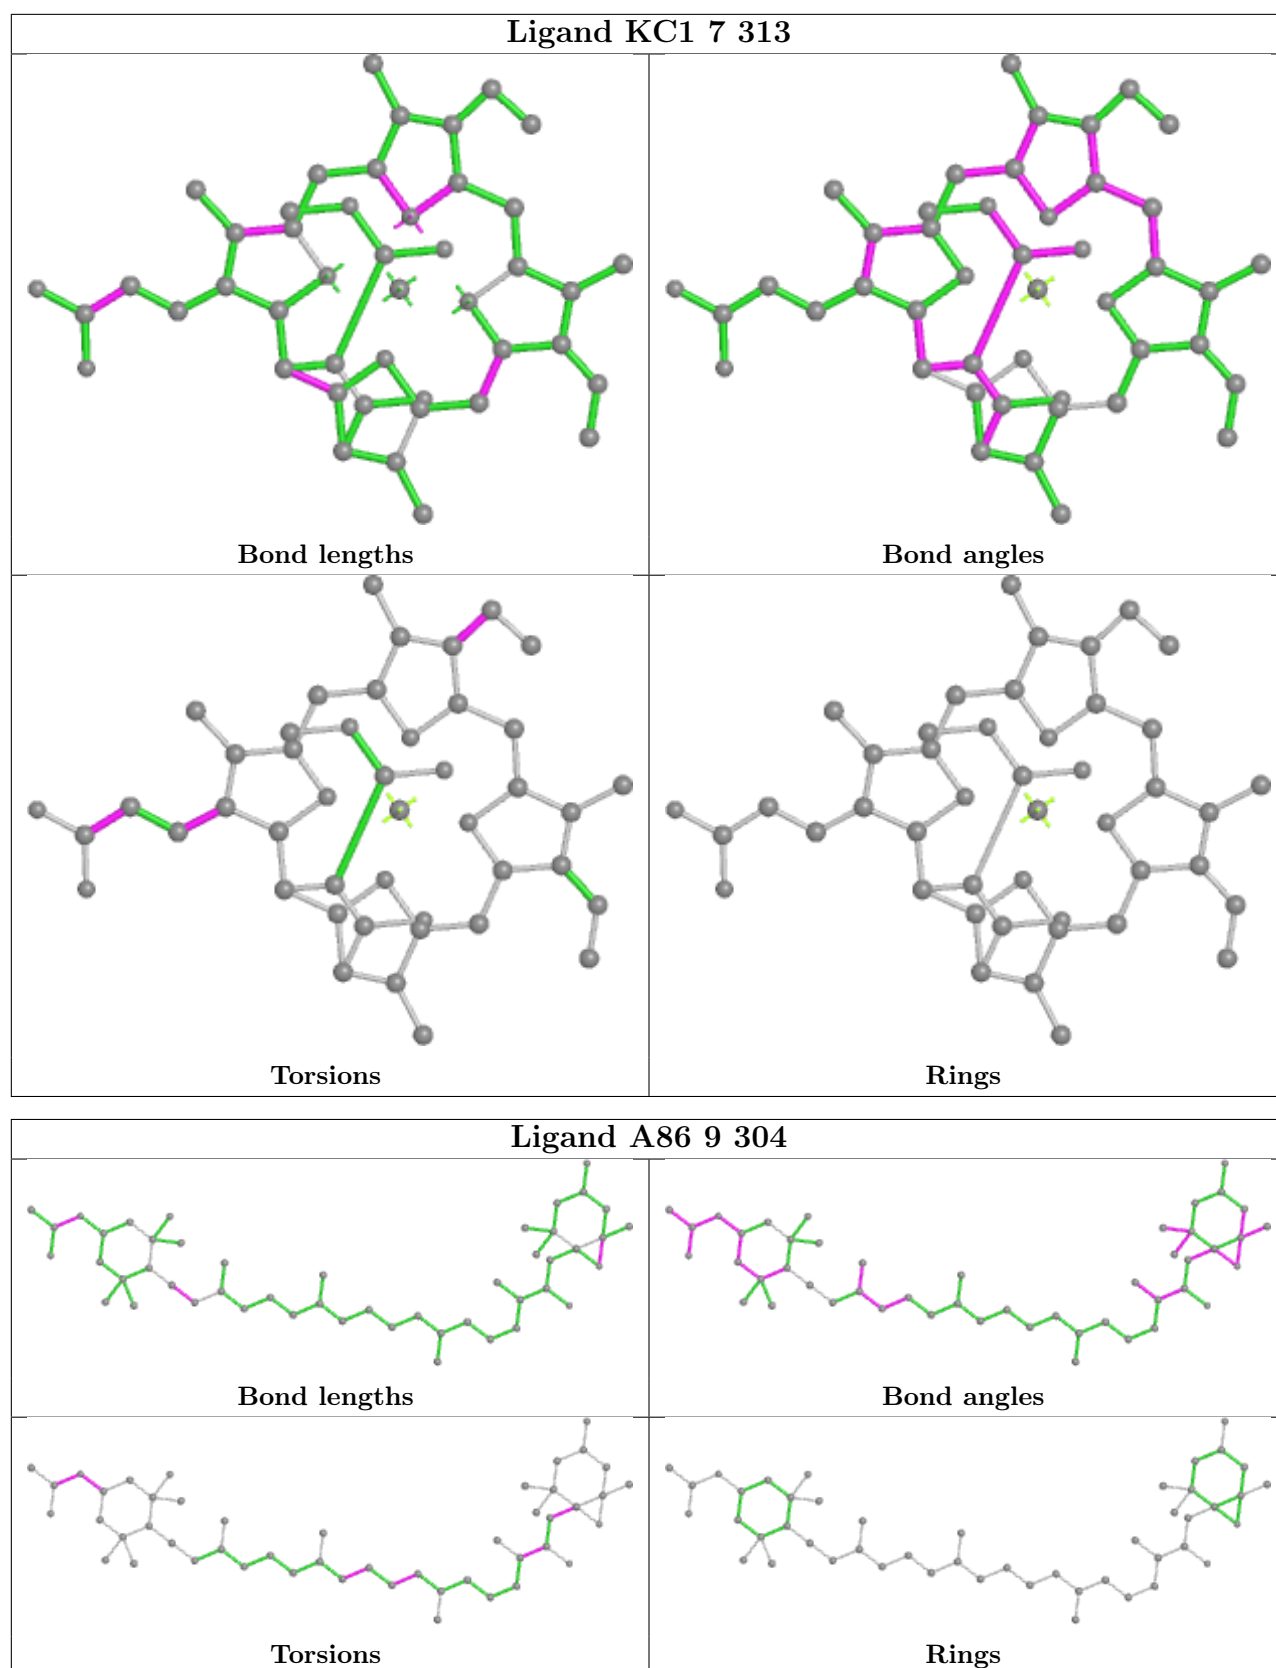 Ligand KC1 7 313
Bond lengths
Bond angles
Torsions
Rings
Ligand A86 9 304
Bond lengths
Bond angles
Torsions
Rings